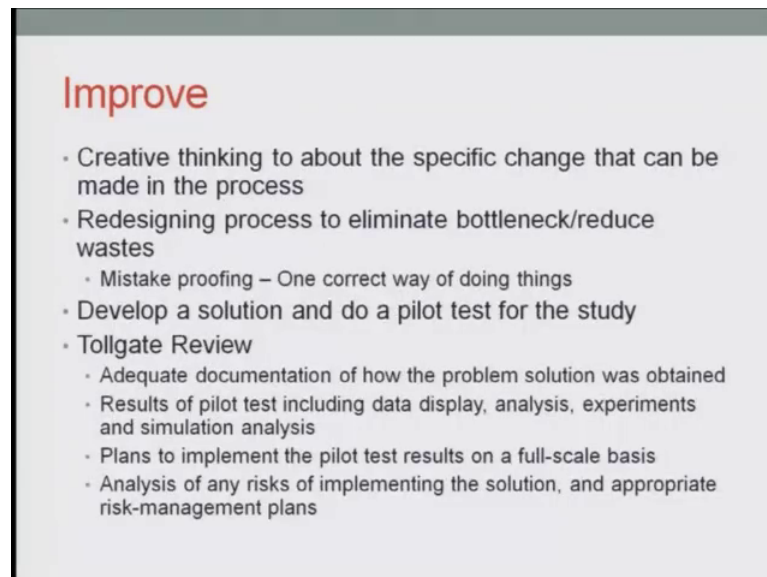 Improve
• Creative thinking to about the specific change that can be
made in the process
• Redesigning process to eliminate bottleneck/reduce
wastes
• Mistake proofing – One correct way of doing things
• Develop a solution and do a pilot test for the study
• Tollgate Review
• Adequate documentation of how the problem solution was obtained
• Results of pilot test including data display, analysis, experiments
and simulation analysis
• Plans to implement the pilot test results on a full-scale basis
• Analysis of any risks of implementing the solution, and appropriate
risk-management plans